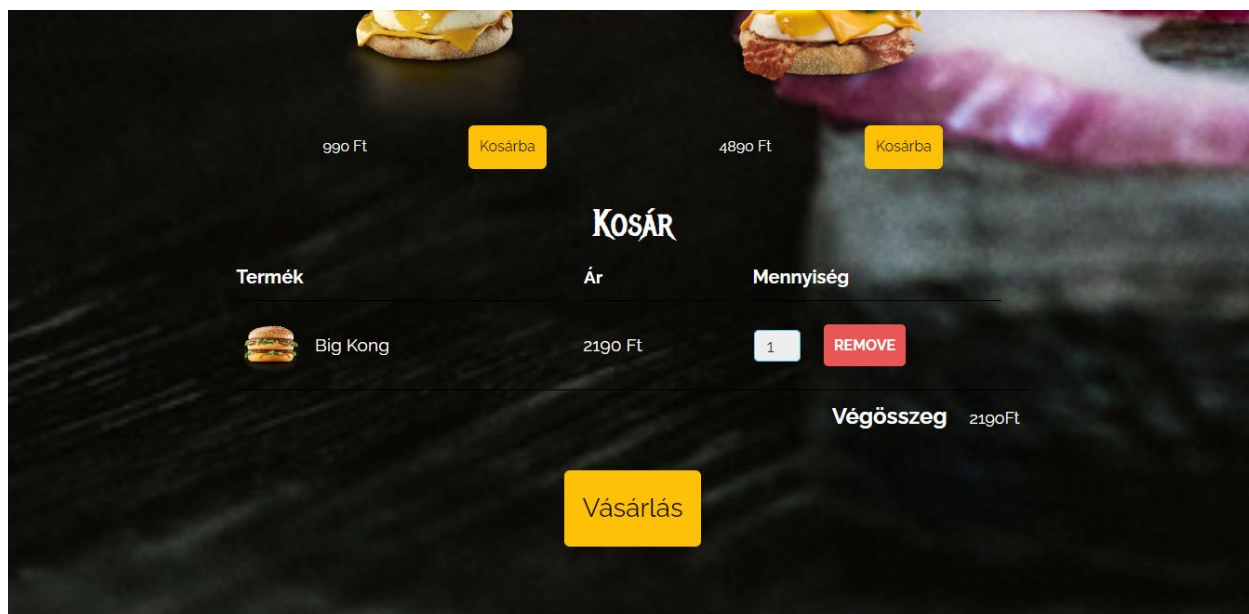 990 Ft Kosárba 4890 Ft Kosárba
Kosár
Termék Ár Mennyiség
Big Kong 2190 Ft 1 REMOVE
Végösszeg 2190Ft
Vásárlás